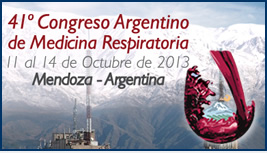 41º Congreso Argentino
de Medicina Respiratoria
11 al 14 de Octubre de 2013
Mendoza - Argentina